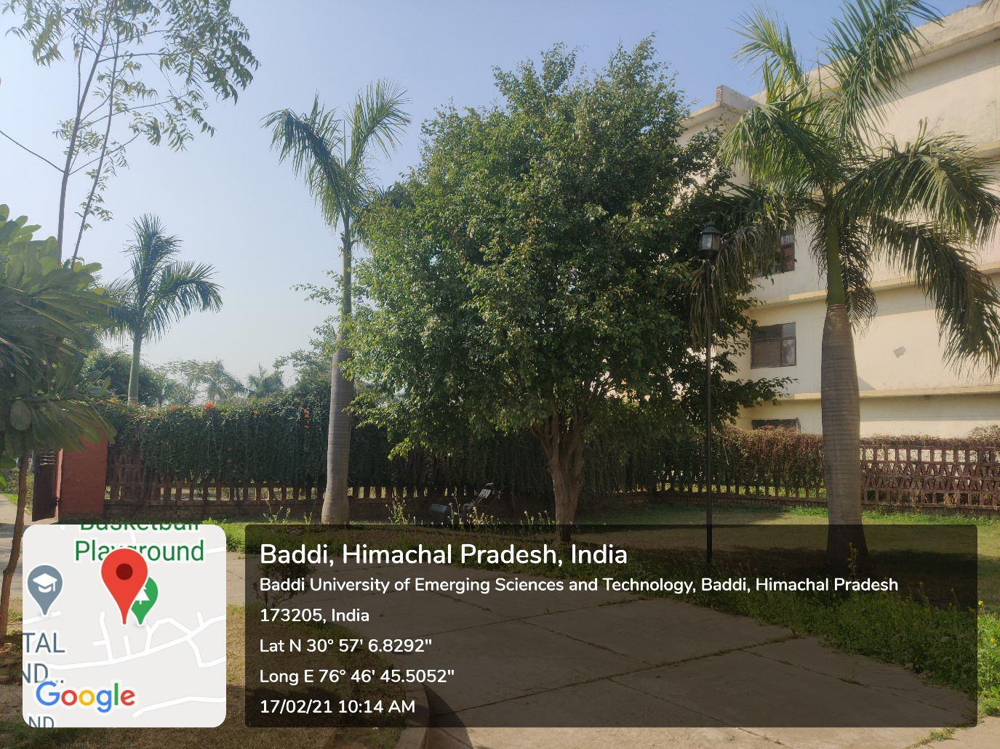 Playground
TAL
ND...
Google
ND
Baddi, Himachal Pradesh, India
Baddi University of Emerging Sciences and Technology, Baddi, Himachal Pradesh
173205, India
Lat N 30° 57' 6.8292"
Long E 76° 46' 45.5052"
17/02/21 10:14 AM